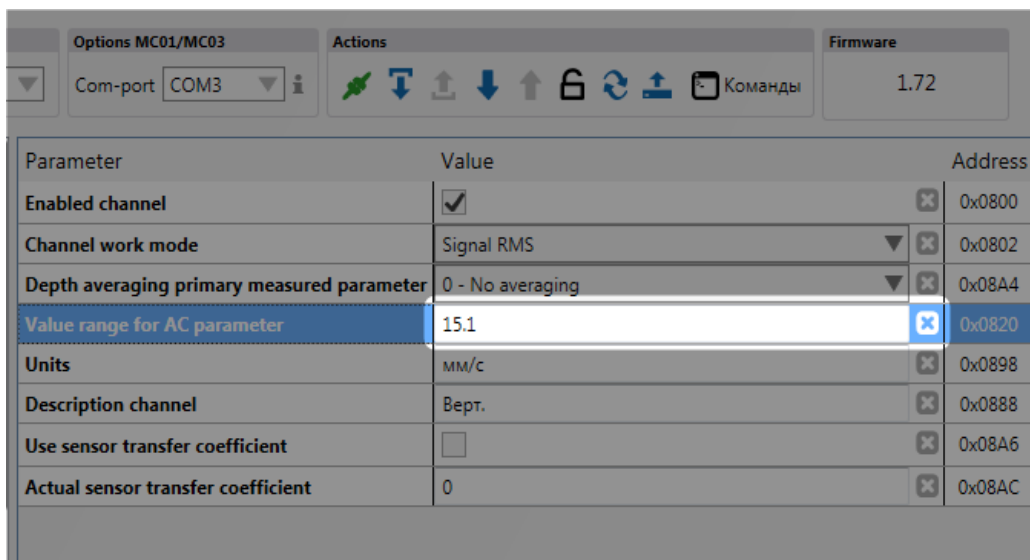 Options MC01/MC03 Actions Firmware
Com-port COM3 Команды 1.72
Parameter Value Address
Enabled channel 0x0800
Channel work mode Signal RMS 0x0802
Depth averaging primary measured parameter 0 - No averaging 0x08A4
Value range for AC parameter 15.1 0x0820
Units мм/с 0x0898
Description channel Верт. 0x0888
Use sensor transfer coefficient 0x08A6
Actual sensor transfer coefficient 0 0x08AC